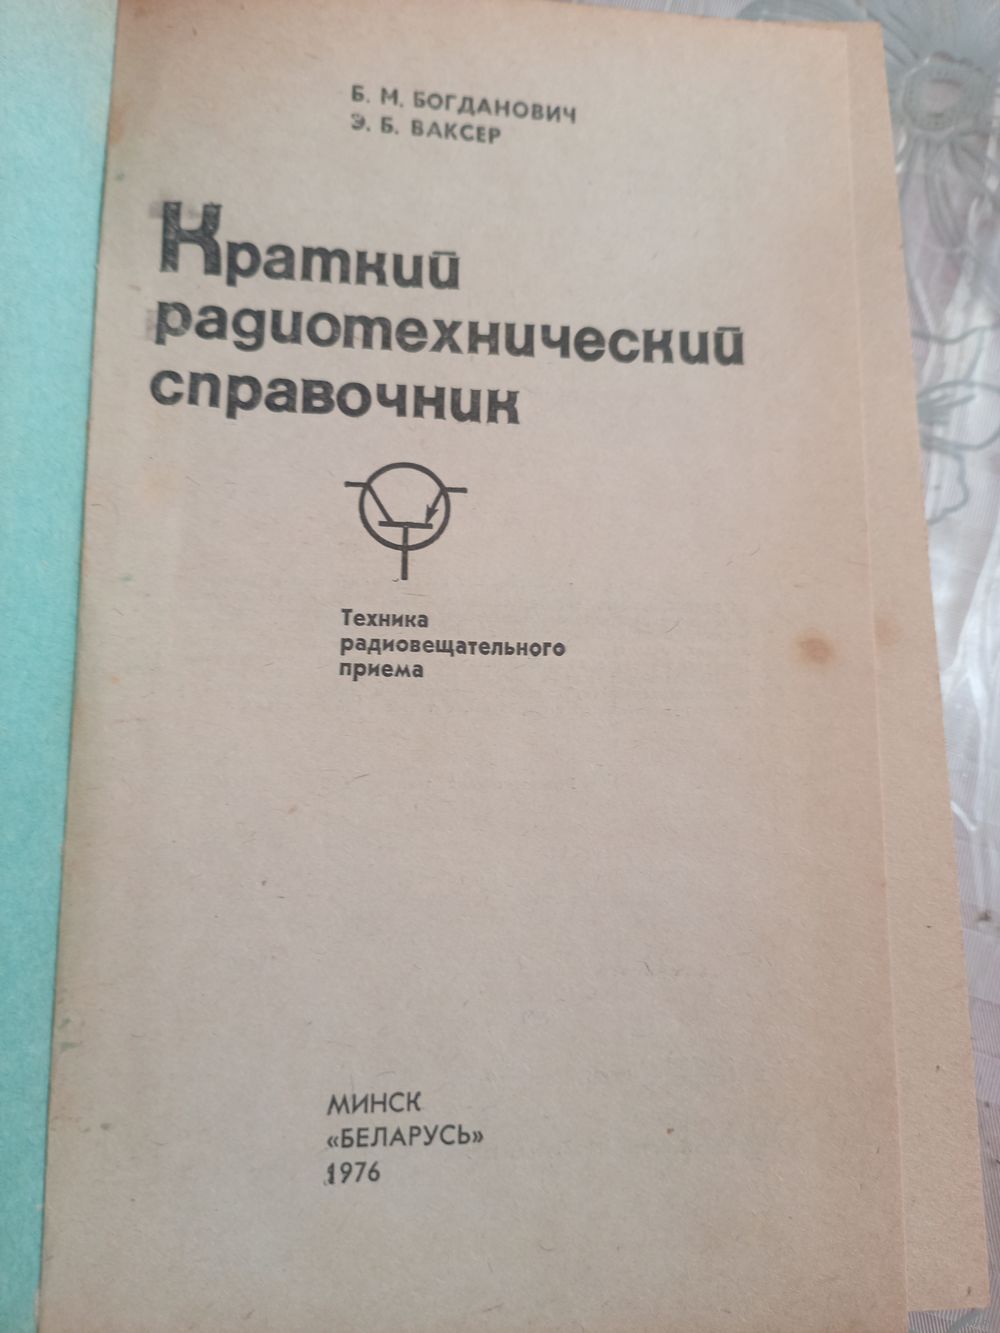 Б. М. БОГДАНОВИЧ
Э. Б. ВАКСЕР
Краткий
радиотехнический
справочник
Техника
радиовещательного
приема
МИНСК
«БЕЛАРУСЬ»
1976